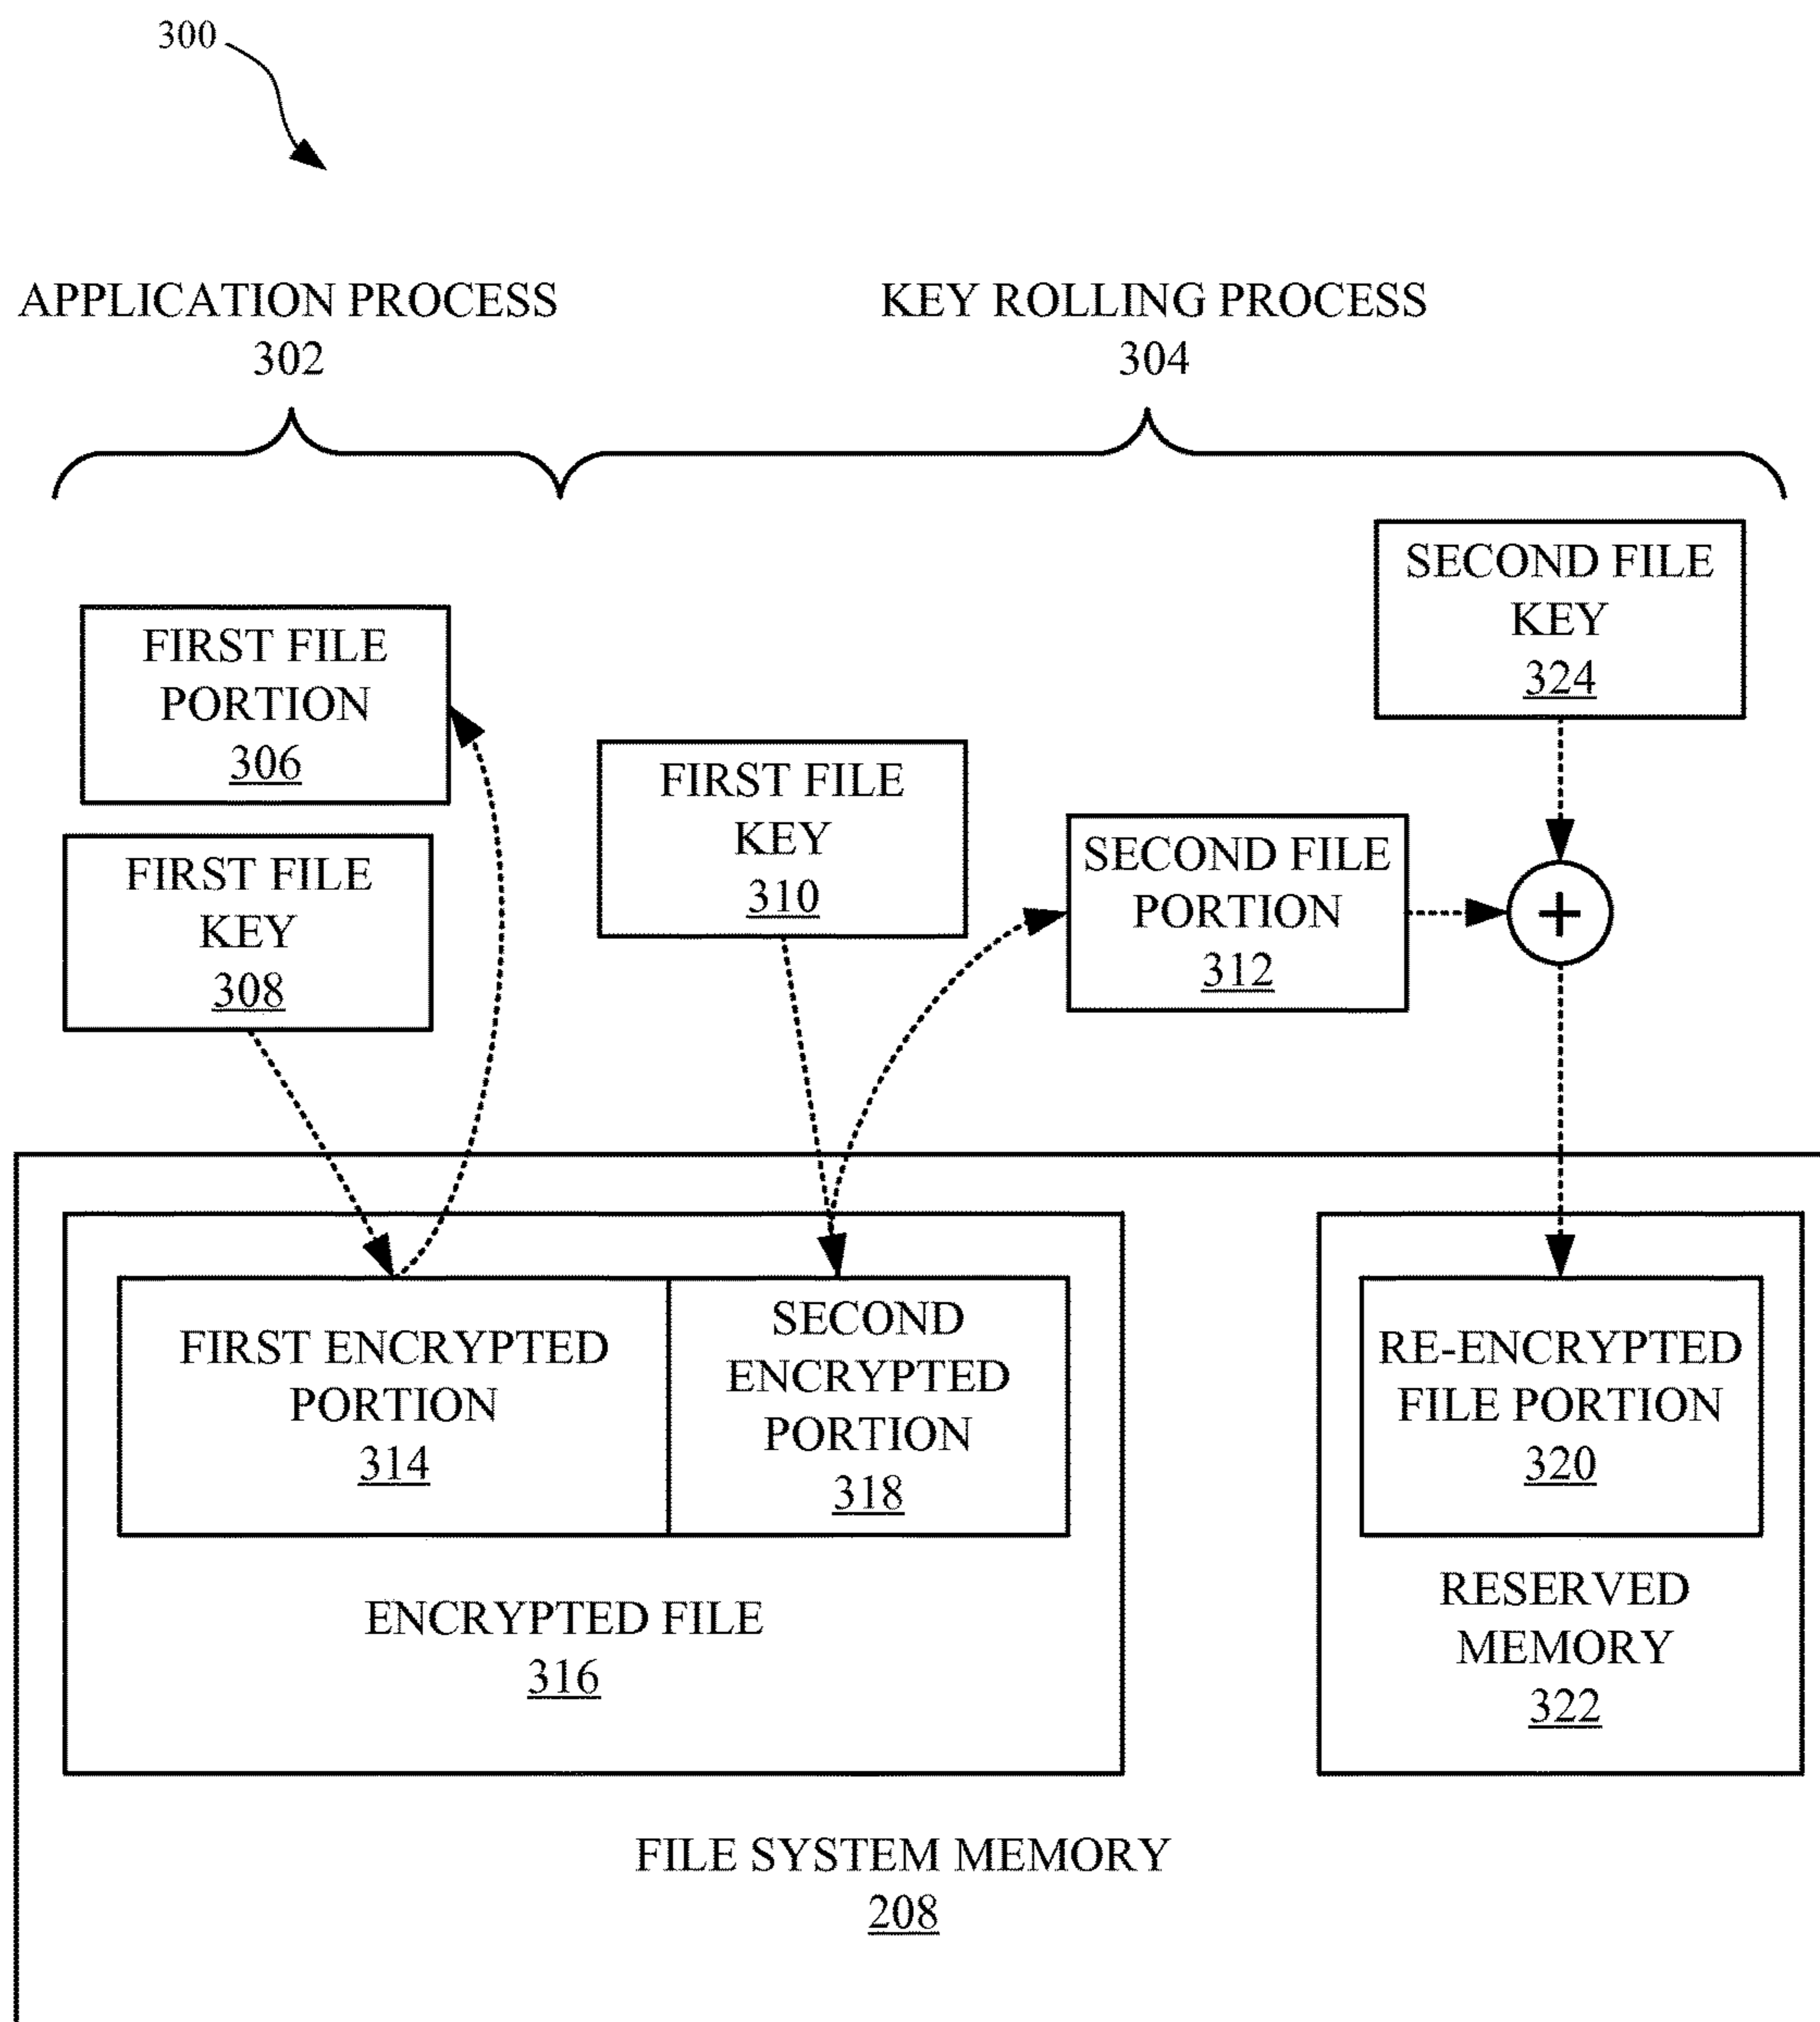 300
APPLICATION PROCESS
302
KEY ROLLING PROCESS
304
SECOND FILE
KEY
324
FIRST FILE
PORTION
306
FIRST FILE
KEY
310
FIRST FILE
KEY
308
SECOND FILE
PORTION
312
+
FIRST ENCRYPTED
PORTION
314
SECOND
ENCRYPTED
PORTION
318
RE-ENCRYPTED
FILE PORTION
320
ENCRYPTED FILE
316
RESERVED
MEMORY
322
FILE SYSTEM MEMORY
208